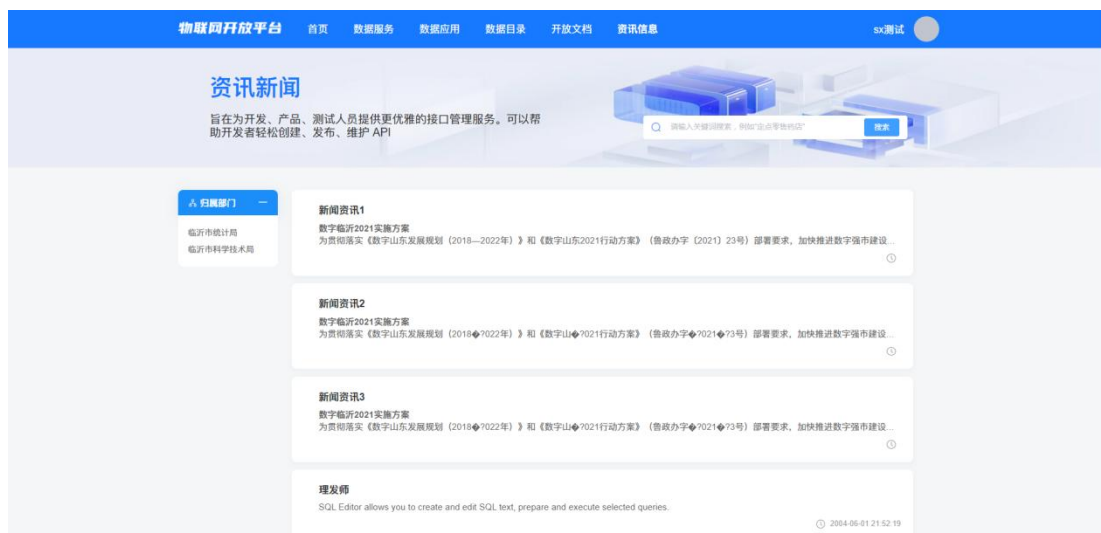 物联网开放平台 首页 数据服务 数据应用 数据目录 开放文档 资讯信息 sx测试
资讯新闻
旨在为开发、产品、测试人员提供更优雅的接口管理服务。可以帮
助开发者轻松创建、发布、维护 API
请输入关键词搜索，例如“企点零售药店” 搜索
归属部门
临沂市统计局
临沂市科学技术局
新闻资讯1
数字临沂2021实施方案
为贯彻落实《数字山东发展规划（2018—2022年）》和《数字山东2021行动方案》（鲁政办字〔2021〕23号）部署要求，加快推进数字强市建设...
新闻资讯2
数字临沂2021实施方案
为贯彻落实《数字山东发展规划（2018�?022年）》和《数字山�?021行动方案》（鲁政办字�?021�?3号）部署要求，加快推进数字强市建设...
新闻资讯3
数字临沂2021实施方案
为贯彻落实《数字山东发展规划（2018�?022年）》和《数字山�?021行动方案》（鲁政办字�?021�?3号）部署要求，加快推进数字强市建设...
理发师
SQL Editor allows you to create and edit SQL text, prepare and execute selected queries.
2004-06-01 21:52:19